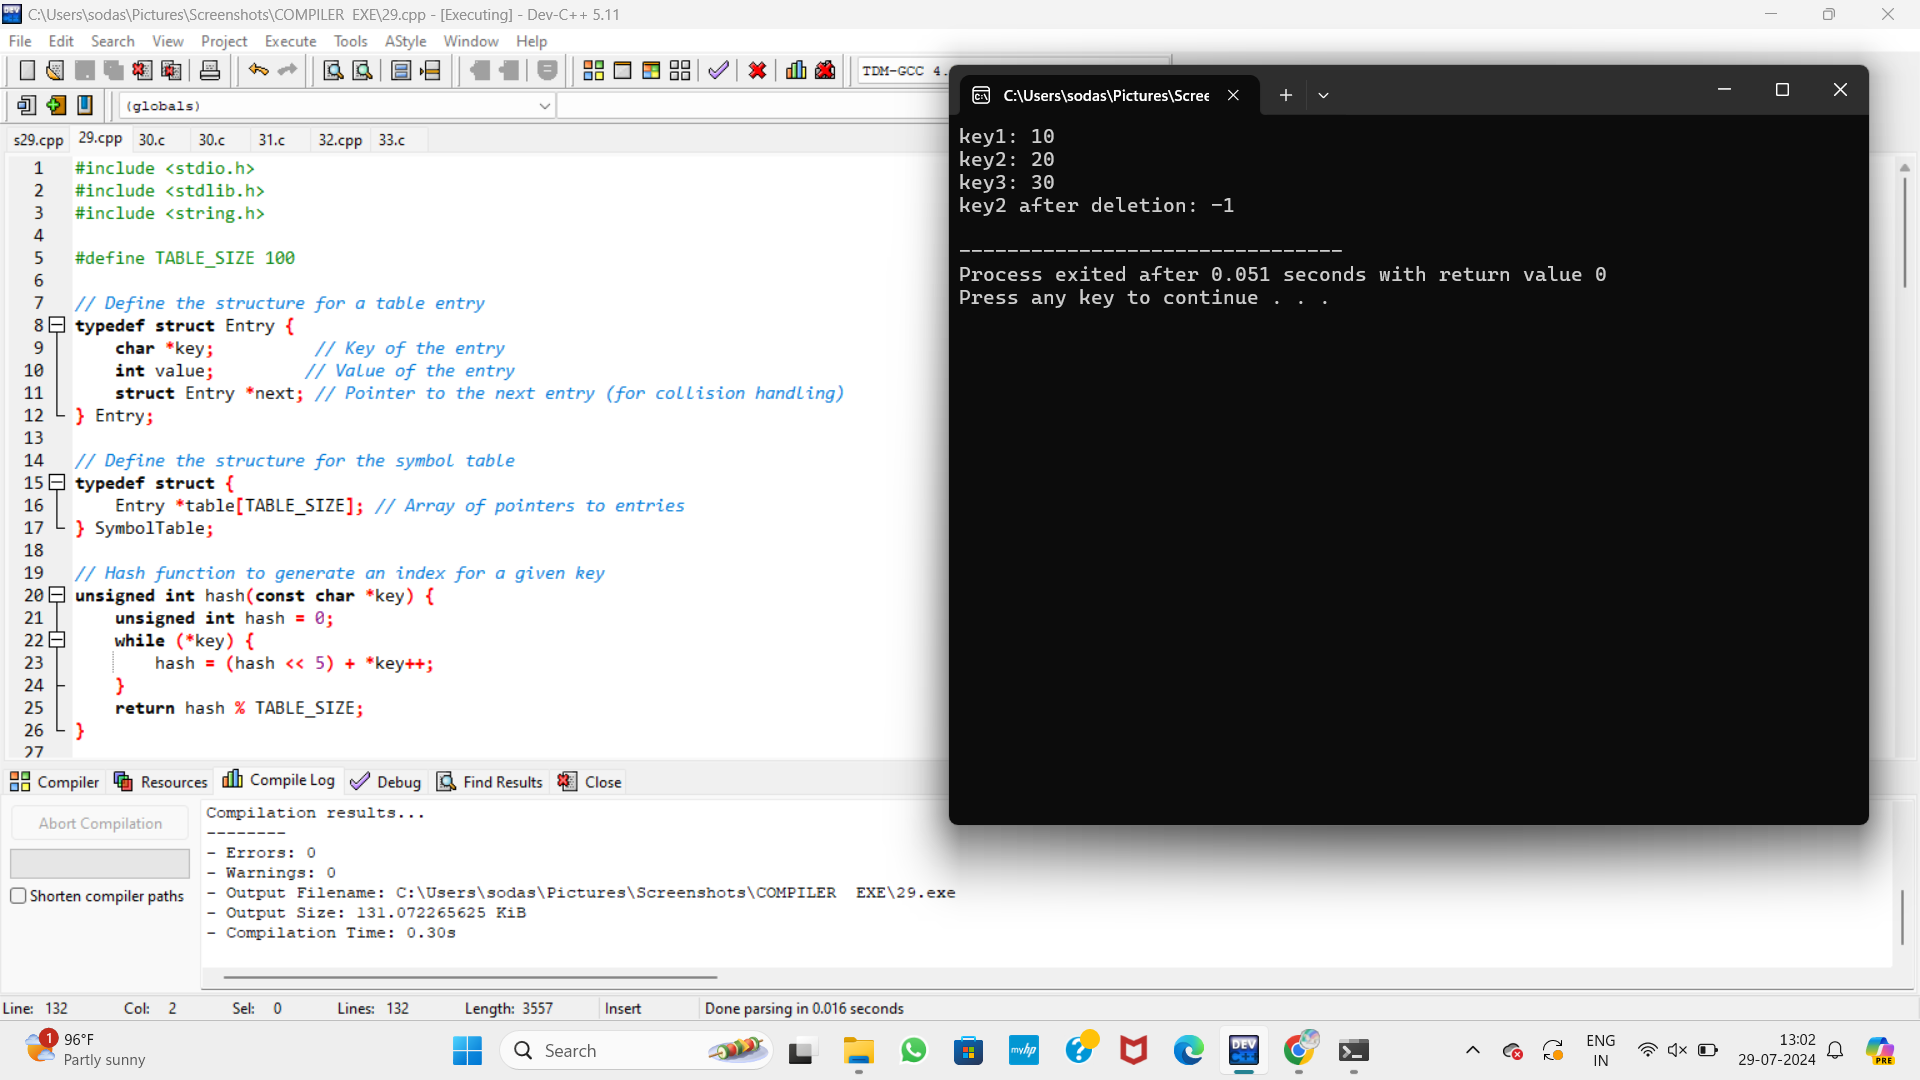 C:\Users\sodas\Pictures\Screenshots\COMPILER  EXE\29.cpp - [Executing] - Dev-C++ 5.11
File Edit Search View Project Execute Tools AStyle Window Help
TDM-GCC 4.
(globals)
s29.cpp 29.cpp 30.c 30.c 31.c 32.cpp 33.c
1 #include <stdio.h>
2 #include <stdlib.h>
3 #include <string.h>
4
5 #define TABLE_SIZE 100
6
7 // Define the structure for a table entry
8 typedef struct Entry {
9     char *key;          // Key of the entry
10     int value;         // Value of the entry
11     struct Entry *next; // Pointer to the next entry (for collision handling)
12 } Entry;
13
14 // Define the structure for the symbol table
15 typedef struct {
16     Entry *table[TABLE_SIZE]; // Array of pointers to entries
17 } SymbolTable;
18
19 // Hash function to generate an index for a given key
20 unsigned int hash(const char *key) {
21     unsigned int hash = 0;
22     while (*key) {
23         hash = (hash << 5) + *key++;
24     }
25     return hash % TABLE_SIZE;
26 }
27
C:\Users\sodas\Pictures\Scree
key1: 10
key2: 20
key3: 30
key2 after deletion: -1
--------------------------------
Process exited after 0.051 seconds with return value 0
Press any key to continue . . .
Compiler Resources Compile Log Debug Find Results Close
Abort Compilation
Shorten compiler paths
Compilation results...
--------
- Errors: 0
- Warnings: 0
- Output Filename: C:\Users\sodas\Pictures\Screenshots\COMPILER  EXE\29.exe
- Output Size: 131.072265625 KiB
- Compilation Time: 0.30s
Line: 132 Col: 2 Sel: 0 Lines: 132 Length: 3557 Insert Done parsing in 0.016 seconds
1
96°F
Partly sunny
Search
myhp
DEV
ENG
IN
13:02
29-07-2024
PRE